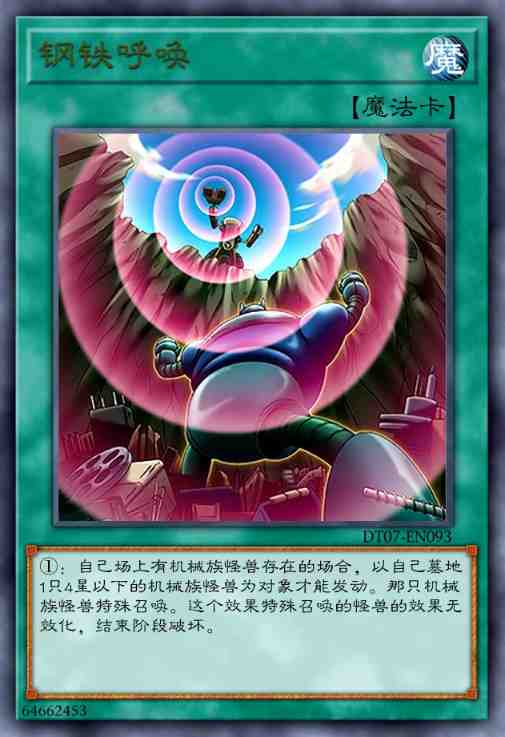 钢铁呼唤
魔
【魔法卡】
DT07-EN093
①：自己场上有机械族怪兽存在的场合，以自己墓地
1只4星以下的机械族怪兽为对象才能发动。那只机械
族怪兽特殊召唤。这个效果特殊召唤的怪兽的效果无
效化，结束阶段破坏。
64662453